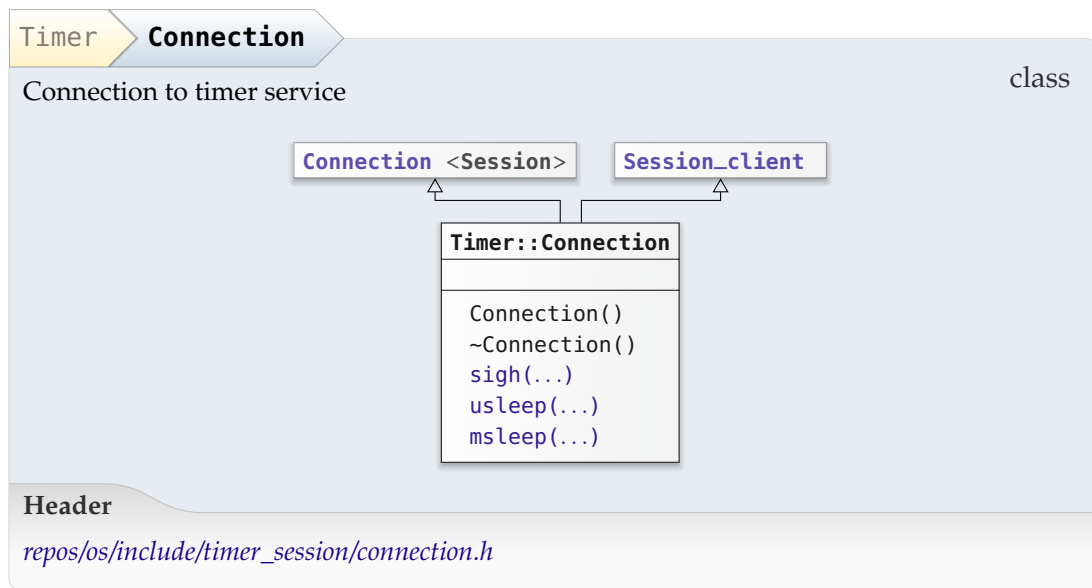 Timer Connection
class
Connection to timer service
Connection <Session> Session_client
Timer::Connection
Connection()
~Connection()
sigh(...)
usleep(...)
msleep(...)
Header
repos/os/include/timer_session/connection.h